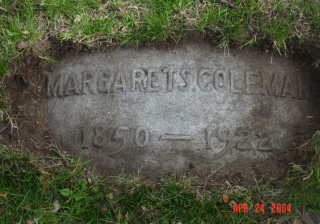 MARGARET S. COLEMAN
1850 — 1922
APR 24 2004